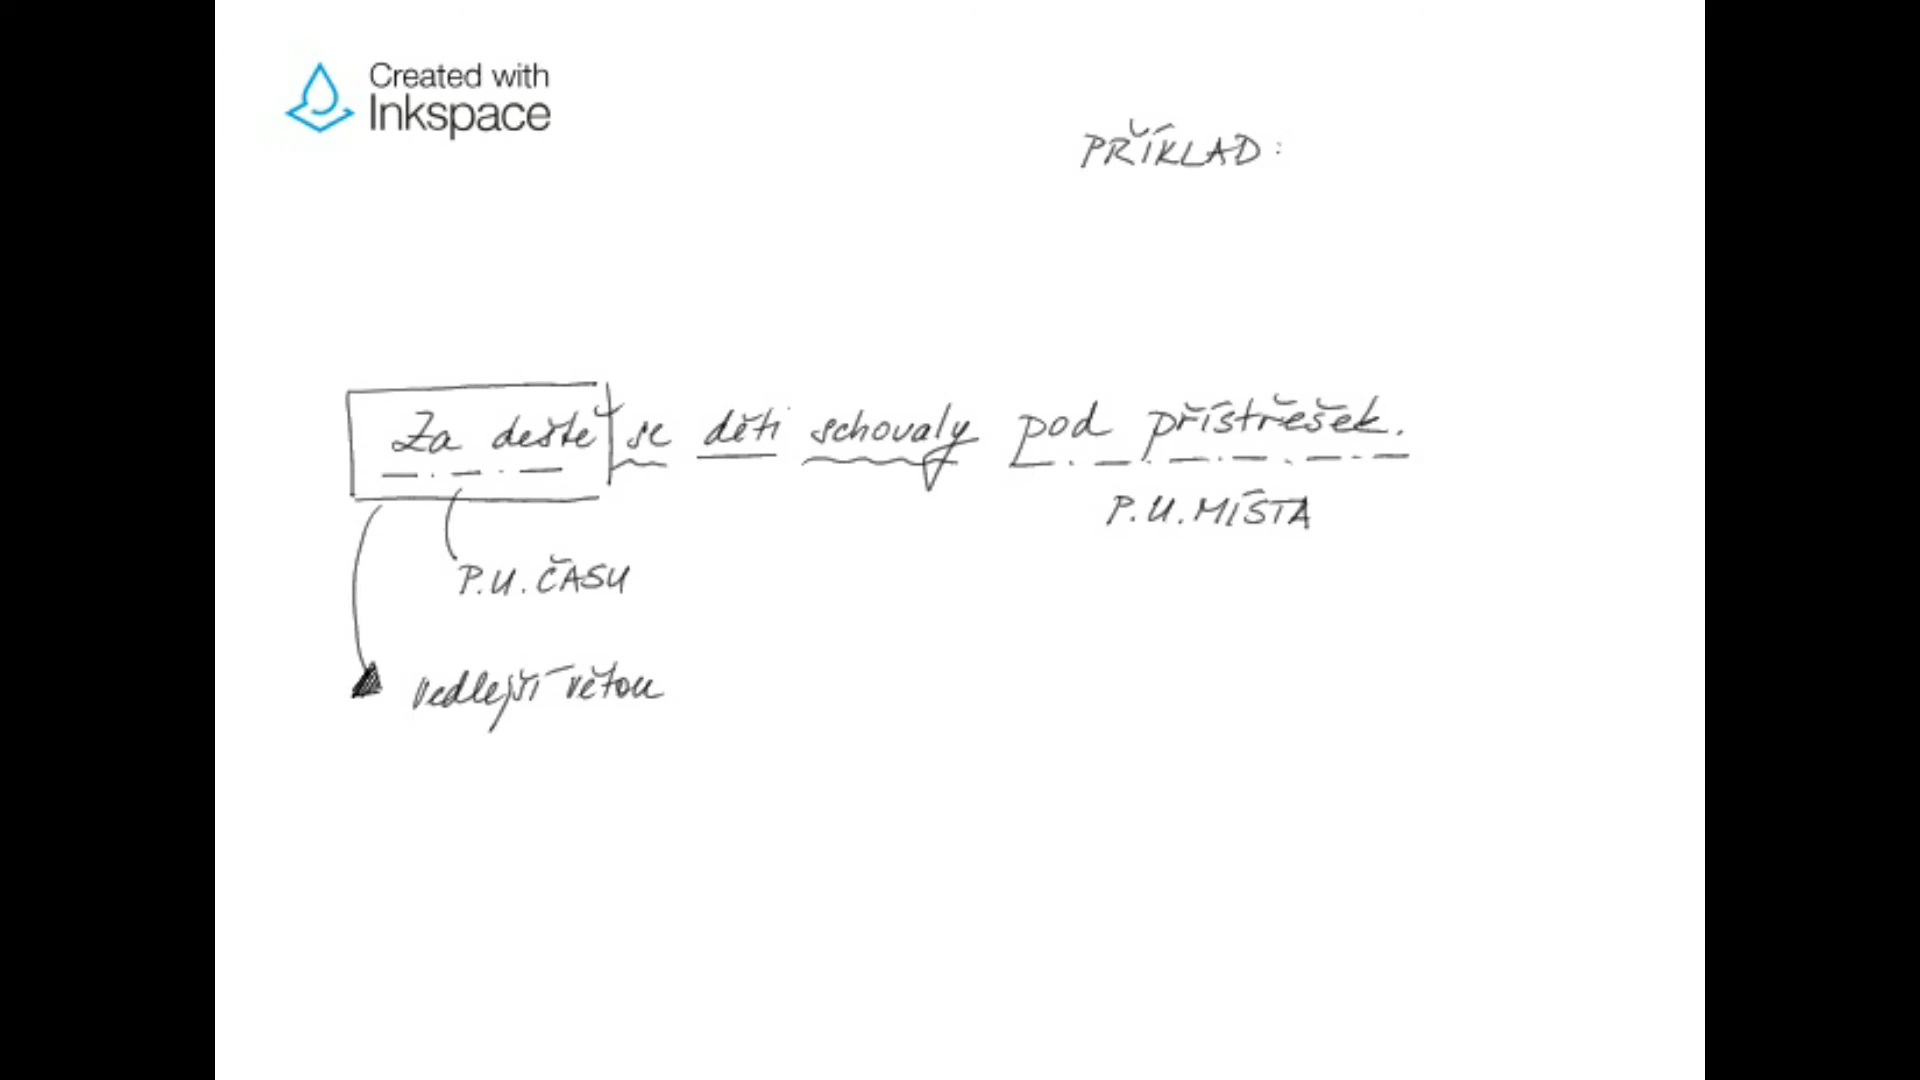 Created with
Inkspace
PŘÍKLAD:
Za deště se děti schovaly pod přístřešek.
P.U. MÍSTA
P.U. ČASU
vedlejší větou